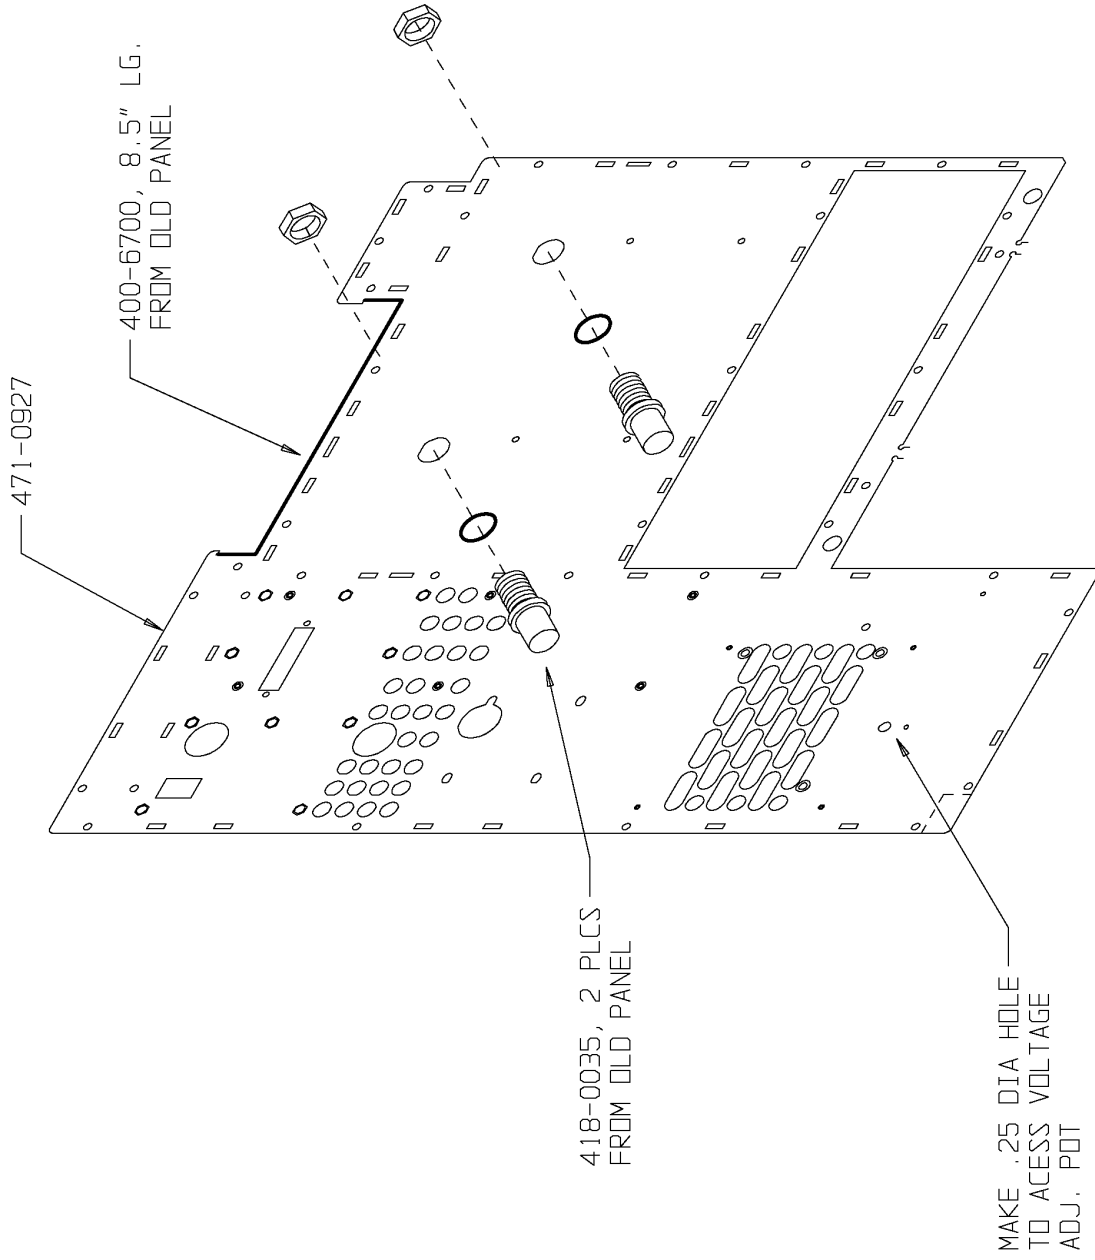 471-0927
400-6700, 8.5" LG.
FROM OLD PANEL
418-0035, 2 PLCS
FROM OLD PANEL
MAKE .25 DIA HOLE
TO ACESS VOLTAGE
ADJ. POT